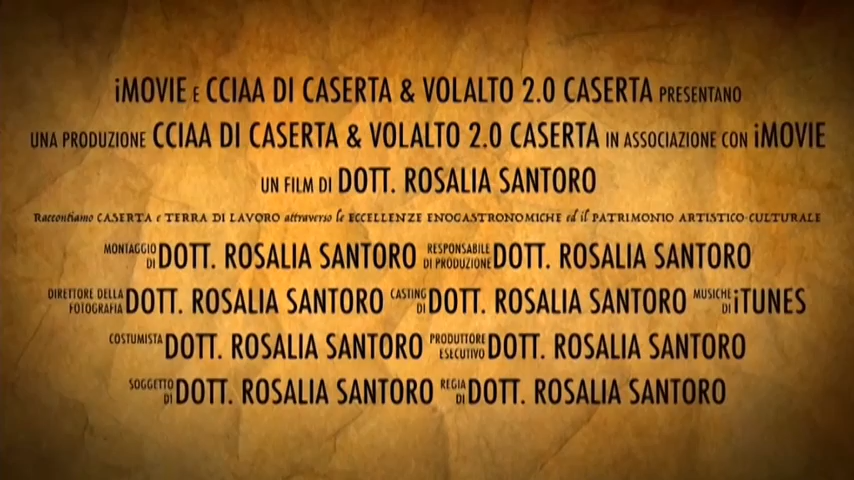 iMOVIE E CCIAA DI CASERTA & VOLALTO 2.0 CASERTA PRESENTANO
UNA PRODUZIONE CCIAA DI CASERTA & VOLALTO 2.0 CASERTA IN ASSOCIAZIONE CON iMOVIE
UN FILM DI DOTT. ROSALIA SANTORO
Raccontiamo CASERTA e TERRA DI LAVORO attraverso le ECCELLENZE ENOGASTRONOMICHE ed il PATRIMONIO ARTISTICO-CULTURALE
MONTAGGIO DI DOTT. ROSALIA SANTORO RESPONSABILE DI PRODUZIONE DOTT. ROSALIA SANTORO
DIRETTORE DELLA FOTOGRAFIA DOTT. ROSALIA SANTORO CASTING DI DOTT. ROSALIA SANTORO MUSICHE DI iTUNES
COSTUMISTA DOTT. ROSALIA SANTORO PRODUTTORE ESECUTIVO DOTT. ROSALIA SANTORO
SOGGETTO DI DOTT. ROSALIA SANTORO REGIA DI DOTT. ROSALIA SANTORO